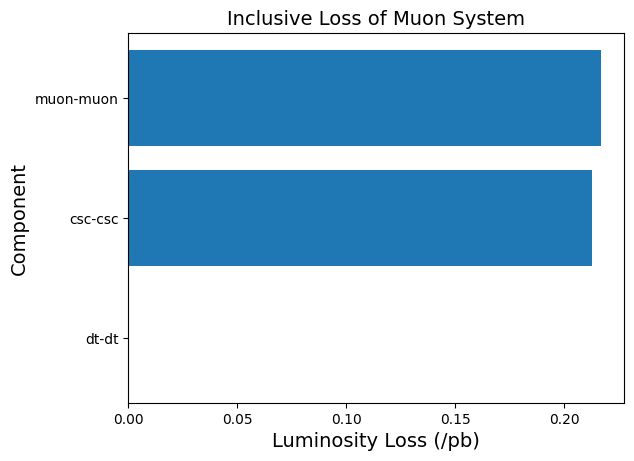 Inclusive Loss of Muon System
Component
muon-muon
csc-csc
dt-dt
0.00 0.05 0.10 0.15 0.20
Luminosity Loss (/pb)